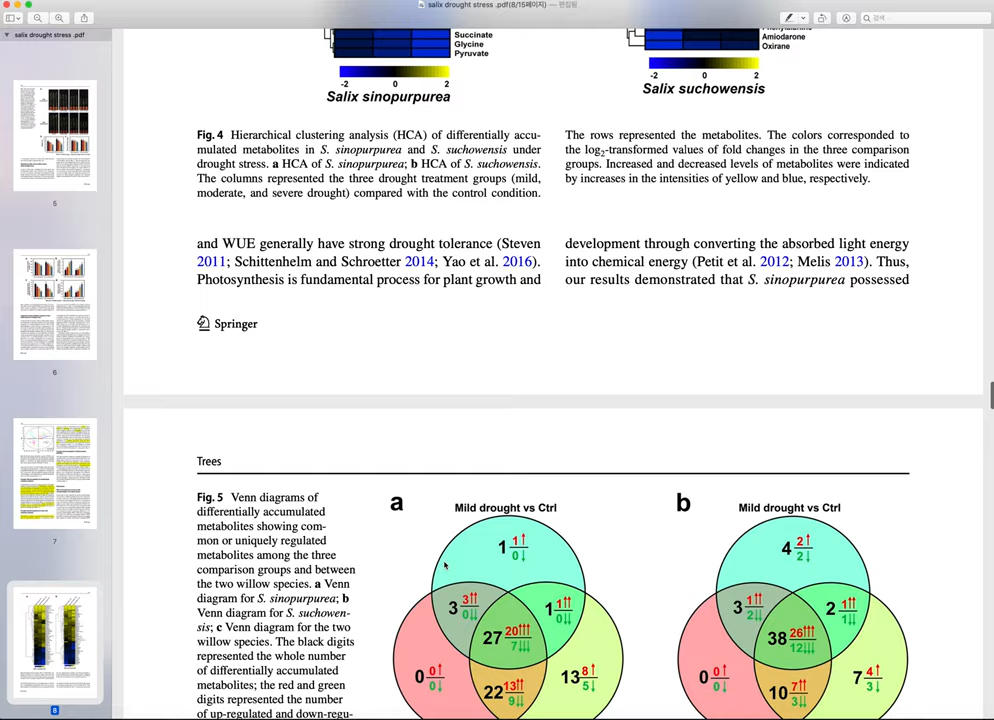 salix drought stress .pdf(8/15페이지) — 편집됨
검색
salix drought stress .pdf
5
6
7
8
Succinate
Glycine
Pyruvate
-2 0 2
Salix sinopurpurea
Amiodarone
Oxirane
-2 0 2
Salix suchowensis
Fig. 4 Hierarchical clustering analysis (HCA) of differentially accu-
mulated metabolites in S. sinopurpurea and S. suchowensis under
drought stress. a HCA of S. sinopurpurea; b HCA of S. suchowensis.
The columns represented the three drought treatment groups (mild,
moderate, and severe drought) compared with the control condition.
The rows represented the metabolites. The colors corresponded to
the log2-transformed values of fold changes in the three comparison
groups. Increased and decreased levels of metabolites were indicated
by increases in the intensities of yellow and blue, respectively.
and WUE generally have strong drought tolerance (Steven
2011; Schittenhelm and Schroetter 2014; Yao et al. 2016).
Photosynthesis is fundamental process for plant growth and
development through converting the absorbed light energy
into chemical energy (Petit et al. 2012; Melis 2013). Thus,
our results demonstrated that S. sinopurpurea possessed
Springer
Trees
Fig. 5 Venn diagrams of
differentially accumulated
metabolites showing com-
mon or uniquely regulated
metabolites among the three
comparison groups and between
the two willow species. a Venn
diagram for S. sinopurpurea; b
Venn diagram for S. suchowen-
sis; c Venn diagram for the two
willow species. The black digits
represented the whole number
of differentially accumulated
metabolites; the red and green
digits represented the number
of up-regulated and down-regu-
a
Mild drought vs Ctrl
1 1↑ 0↓
3 3↑↑ 0↓↓
1 1↑↑ 0↓↓
27 20↑↑↑ 7↓↓↓
0 0↑ 0↓
13 8↑ 5↓
22 13↑↑ 9↓↓
b
Mild drought vs Ctrl
4 2↑ 2↓
3 1↑↑ 2↓↓
2 1↑↑ 1↓↓
38 26↑↑↑ 12↓↓↓
0 0↑ 0↓
7 4↑ 3↓
10 7↑↑ 3↓↓